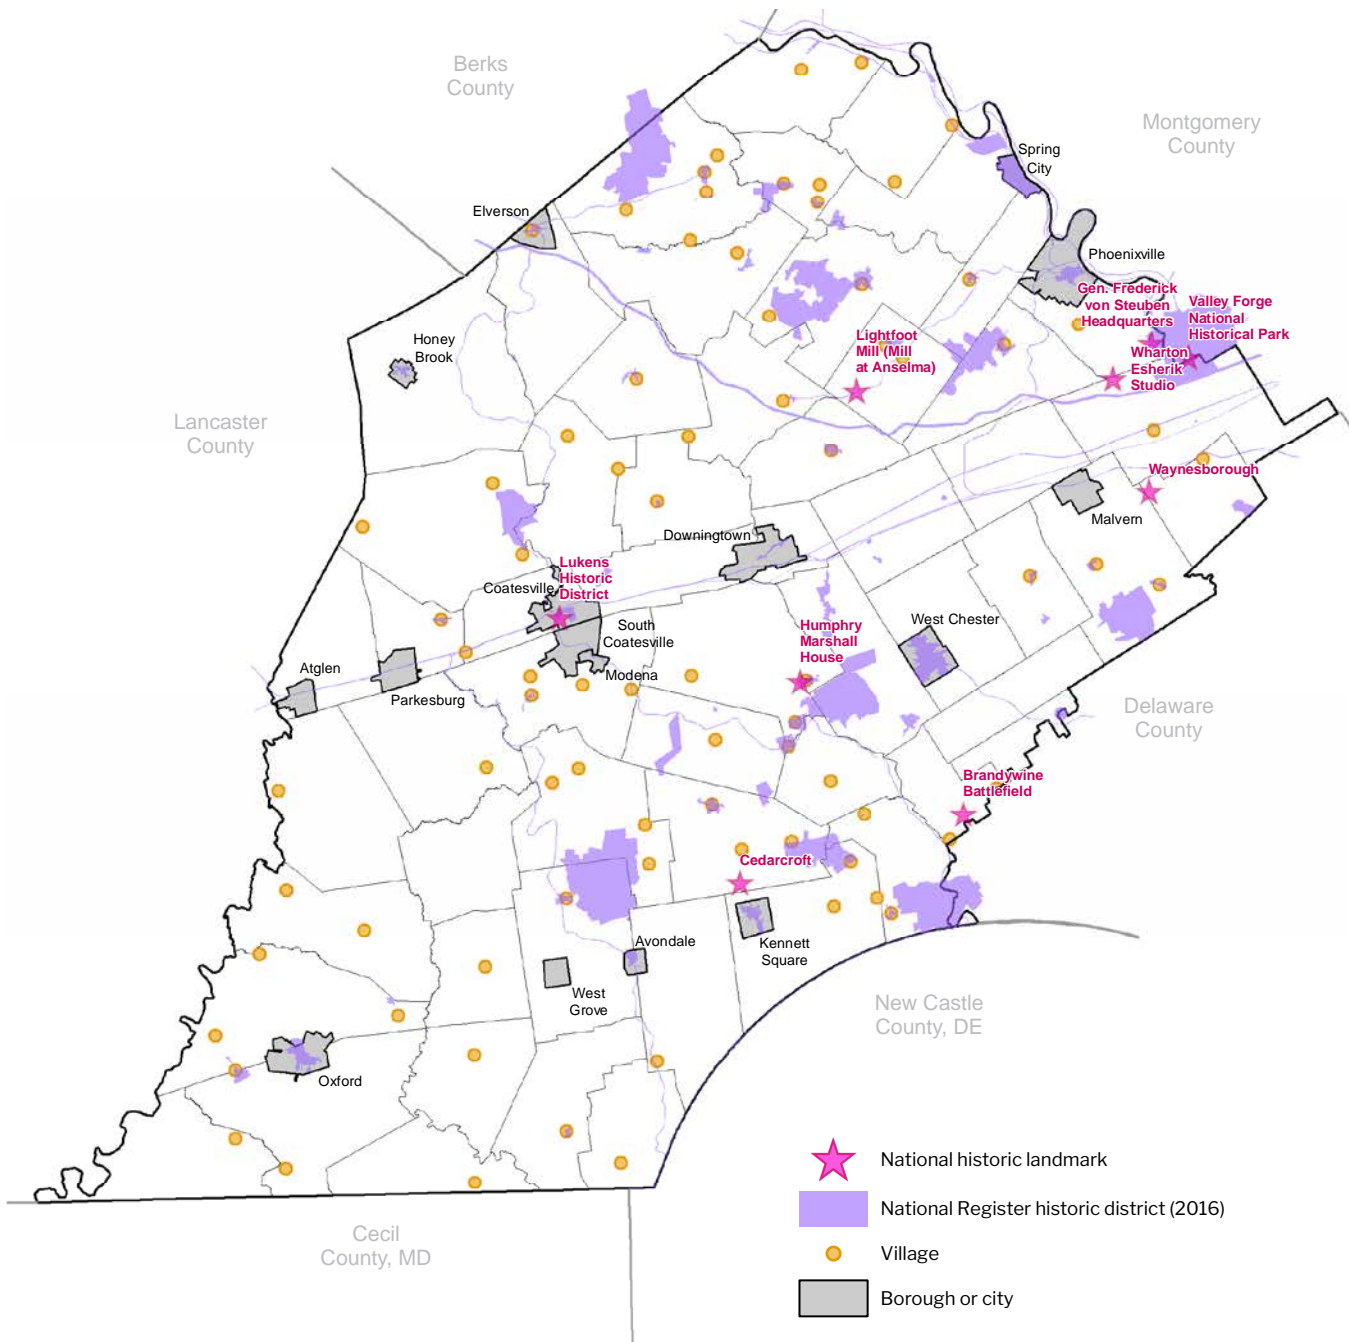 Berks
County
Montgomery
County
Spring
City
Elverson
Phoenixville
Gen. Frederick
von Steuben
Headquarters
Valley Forge
National
Historical Park
Honey
Brook
Lightfoot
Mill (Mill
at Anselma)
Wharton
Esherik
Studio
Lancaster
County
Waynesborough
Malvern
Downingtown
Lukens
Historic
District
Coatesville
South
Coatesville
Modena
Humphry
Marshall
House
West Chester
Atglen
Parkesburg
Delaware
County
Brandywine
Battlefield
Cedarcroft
Avondale
Kennett
Square
West
Grove
New Castle
County, DE
Oxford
Cecil
County, MD
National historic landmark
National Register historic district (2016)
Village
Borough or city